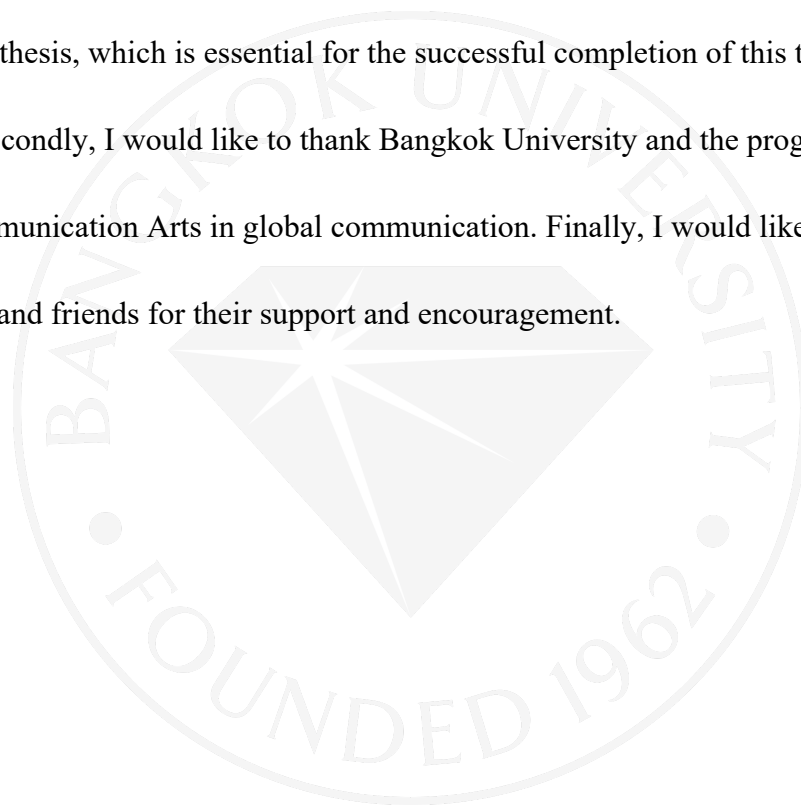 thesis, which is essential for the successful completion of this t
condly, I would like to thank Bangkok University and the prog
munication Arts in global communication. Finally, I would like
and friends for their support and encouragement.
BANGKOK UNIVERSITY
FOUNDED 1962